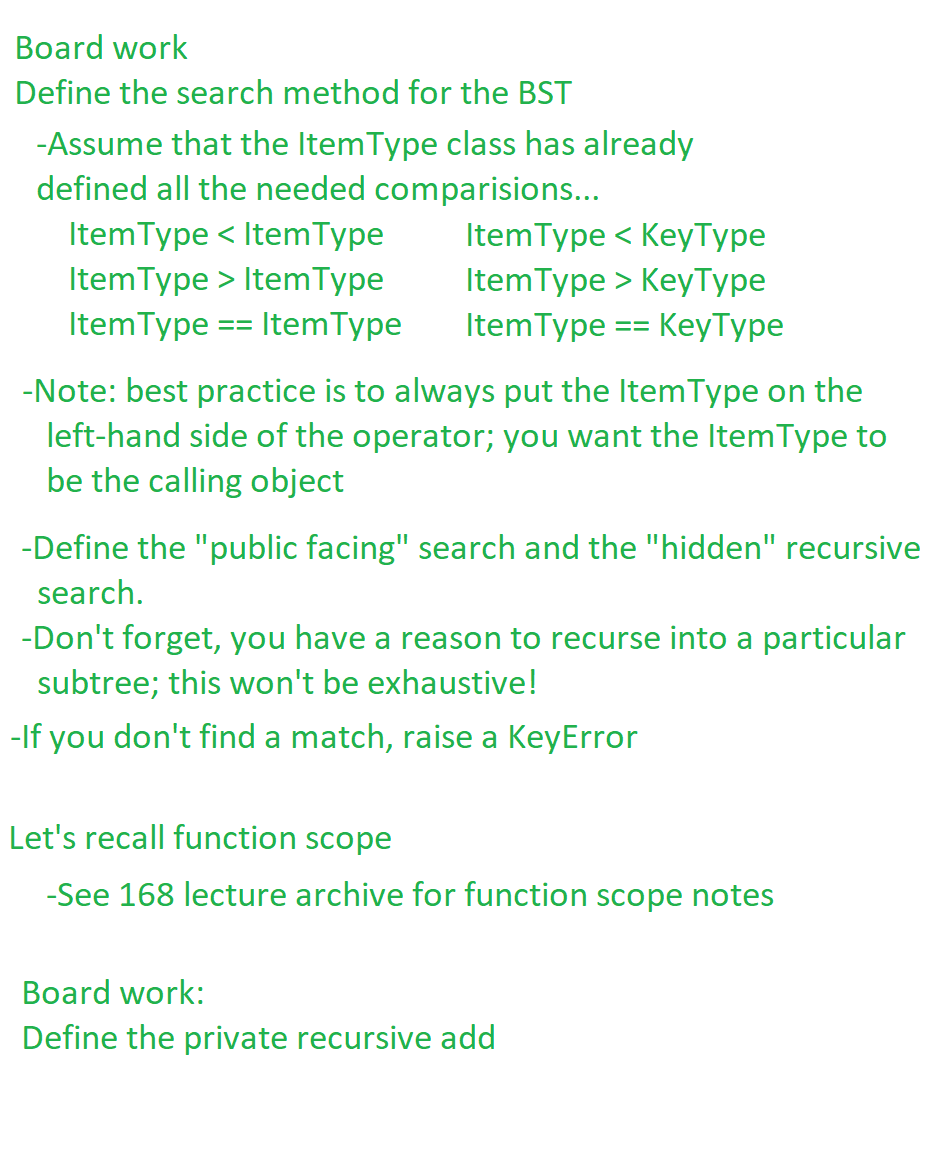 Board work
Define the search method for the BST
-Assume that the ItemType class has already
defined all the needed comparisions...
ItemType < ItemType
ItemType > ItemType
ItemType == ItemType
ItemType < KeyType
ItemType > KeyType
ItemType == KeyType
-Note: best practice is to always put the ItemType on the
left-hand side of the operator; you want the ItemType to
be the calling object
-Define the "public facing" search and the "hidden" recursive
search.
-Don't forget, you have a reason to recurse into a particular
subtree; this won't be exhaustive!
-If you don't find a match, raise a KeyError
Let's recall function scope
-See 168 lecture archive for function scope notes
Board work:
Define the private recursive add